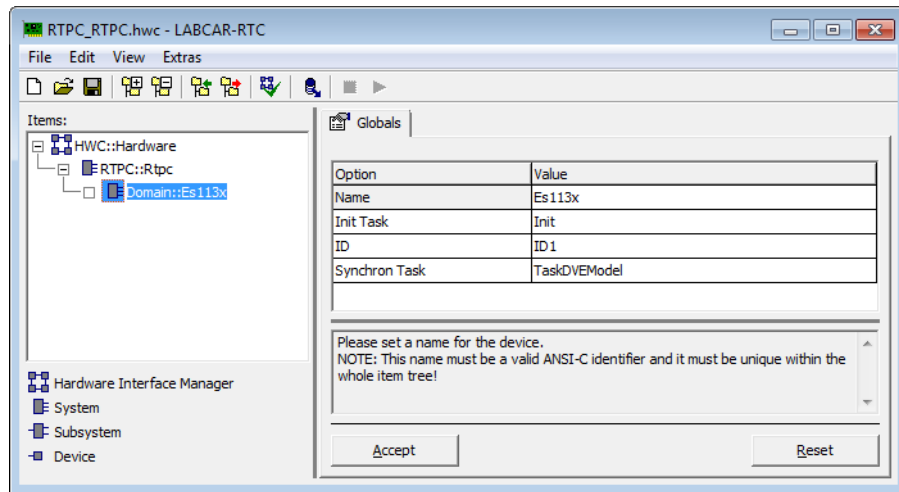 RTPC_RTPC.hwc - LABCAR-RTC
File Edit View Extras
Items:
HWC::Hardware
RTPC::Rtpc
Domain::Es113x
Hardware Interface Manager
System
Subsystem
Device
Globals
Option Value
Name Es113x
Init Task Init
ID ID1
Synchron Task TaskDVEModel
Please set a name for the device.
NOTE: This name must be a valid ANSI-C identifier and it must be unique within the
whole item tree!
Accept Reset